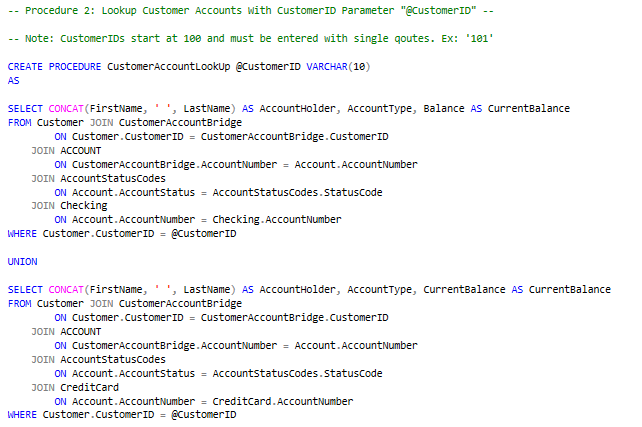 -- Procedure 2: Lookup Customer Accounts With CustomerID Parameter "@CustomerID" --
-- Note: CustomerIDs start at 100 and must be entered with single qoutes. Ex: '101'
CREATE PROCEDURE CustomerAccountLookUp @CustomerID VARCHAR(10)
AS
SELECT CONCAT(FirstName, ' ', LastName) AS AccountHolder, AccountType, Balance AS CurrentBalance
FROM Customer JOIN CustomerAccountBridge
ON Customer.CustomerID = CustomerAccountBridge.CustomerID
JOIN ACCOUNT
ON CustomerAccountBridge.AccountNumber = Account.AccountNumber
JOIN AccountStatusCodes
ON Account.AccountStatus = AccountStatusCodes.StatusCode
JOIN Checking
ON Account.AccountNumber = Checking.AccountNumber
WHERE Customer.CustomerID = @CustomerID
UNION
SELECT CONCAT(FirstName, ' ', LastName) AS AccountHolder, AccountType, CurrentBalance AS CurrentBalance
FROM Customer JOIN CustomerAccountBridge
ON Customer.CustomerID = CustomerAccountBridge.CustomerID
JOIN ACCOUNT
ON CustomerAccountBridge.AccountNumber = Account.AccountNumber
JOIN AccountStatusCodes
ON Account.AccountStatus = AccountStatusCodes.StatusCode
JOIN CreditCard
ON Account.AccountNumber = CreditCard.AccountNumber
WHERE Customer.CustomerID = @CustomerID